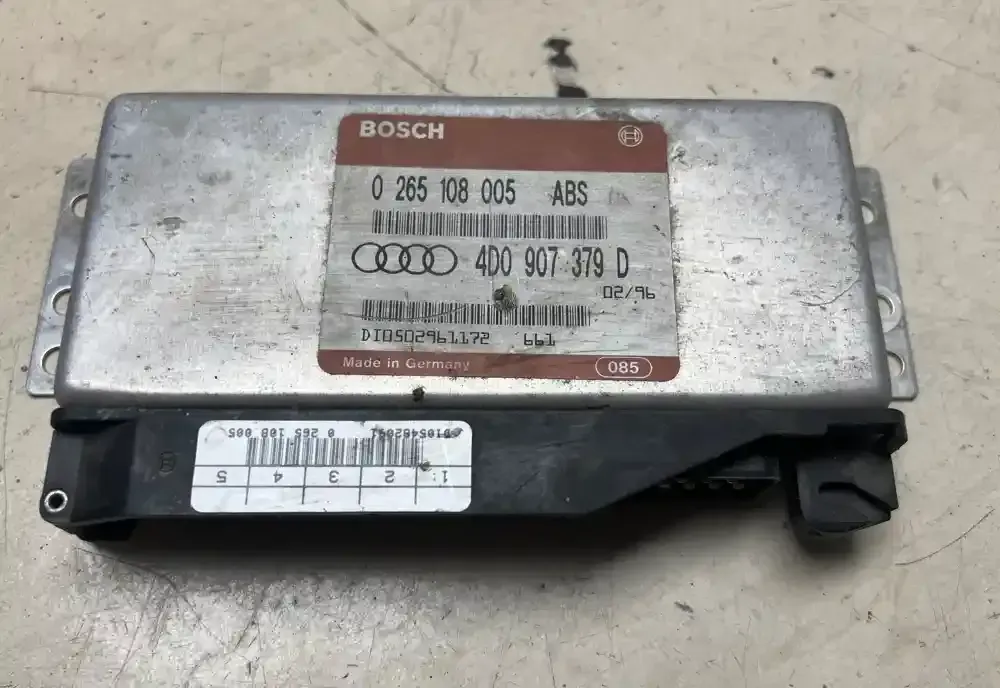 BOSCH
0 265 108 005 ABS
4D0 907 379 D
02/96
DI0502961172 661
Made in Germany 085
0 265 108 005
1 2 3 4 5